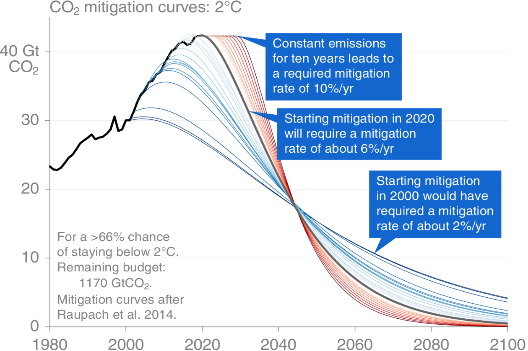 CO₂ mitigation curves: 2°C
40 Gt
CO₂
30
20
10
0
Constant emissions
for ten years leads to
a required mitigation
rate of 10%/yr
Starting mitigation in 2020
will require a mitigation
rate of about 6%/yr
Starting mitigation
in 2000 would have
required a mitigation
rate of about 2%/yr
For a >66% chance
of staying below 2°C.
Remaining budget:
1170 GtCO₂.
Mitigation curves after
Raupach et al. 2014.
1980 2000 2020 2040 2060 2080 2100